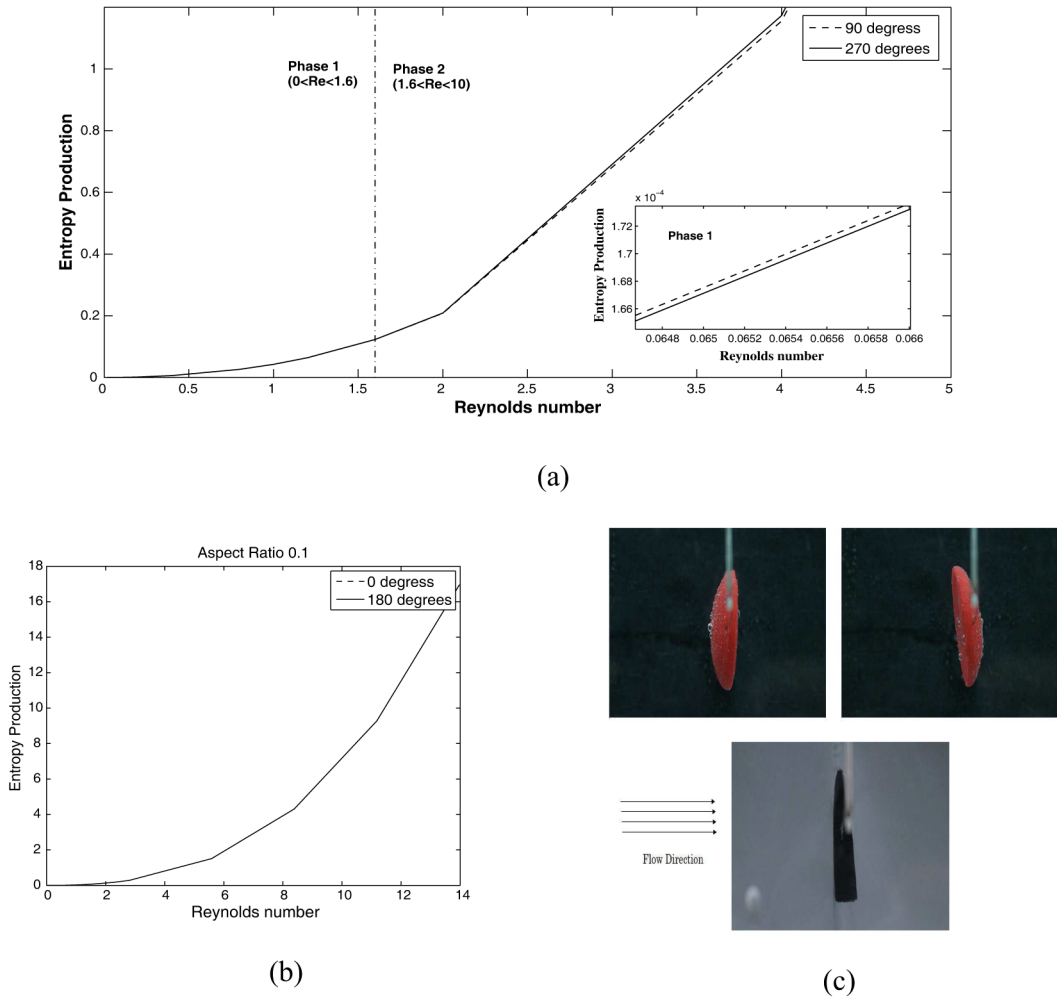 90 degree
270 degrees
Phase 1
(0<Re<1.6)
Phase 2
(1.6<Re<10)
Entropy Production
1
0.8
0.6
0.4
0.2
0
0 0.5 1 1.5 2 2.5 3 3.5 4 4.5 5
Reynolds number
x 10⁻⁴
Phase 1
Entropy Production
1.72
1.7
1.68
1.66
0.0648 0.065 0.0652 0.0654 0.0656 0.0658 0.066
Reynolds number
(a)
Aspect Ratio 0.1
0 degress
180 degrees
Entropy Production
18
16
14
12
10
8
6
4
2
0
0 2 4 6 8 10 12 14
Reynolds number
(b)
Flow Direction
(c)